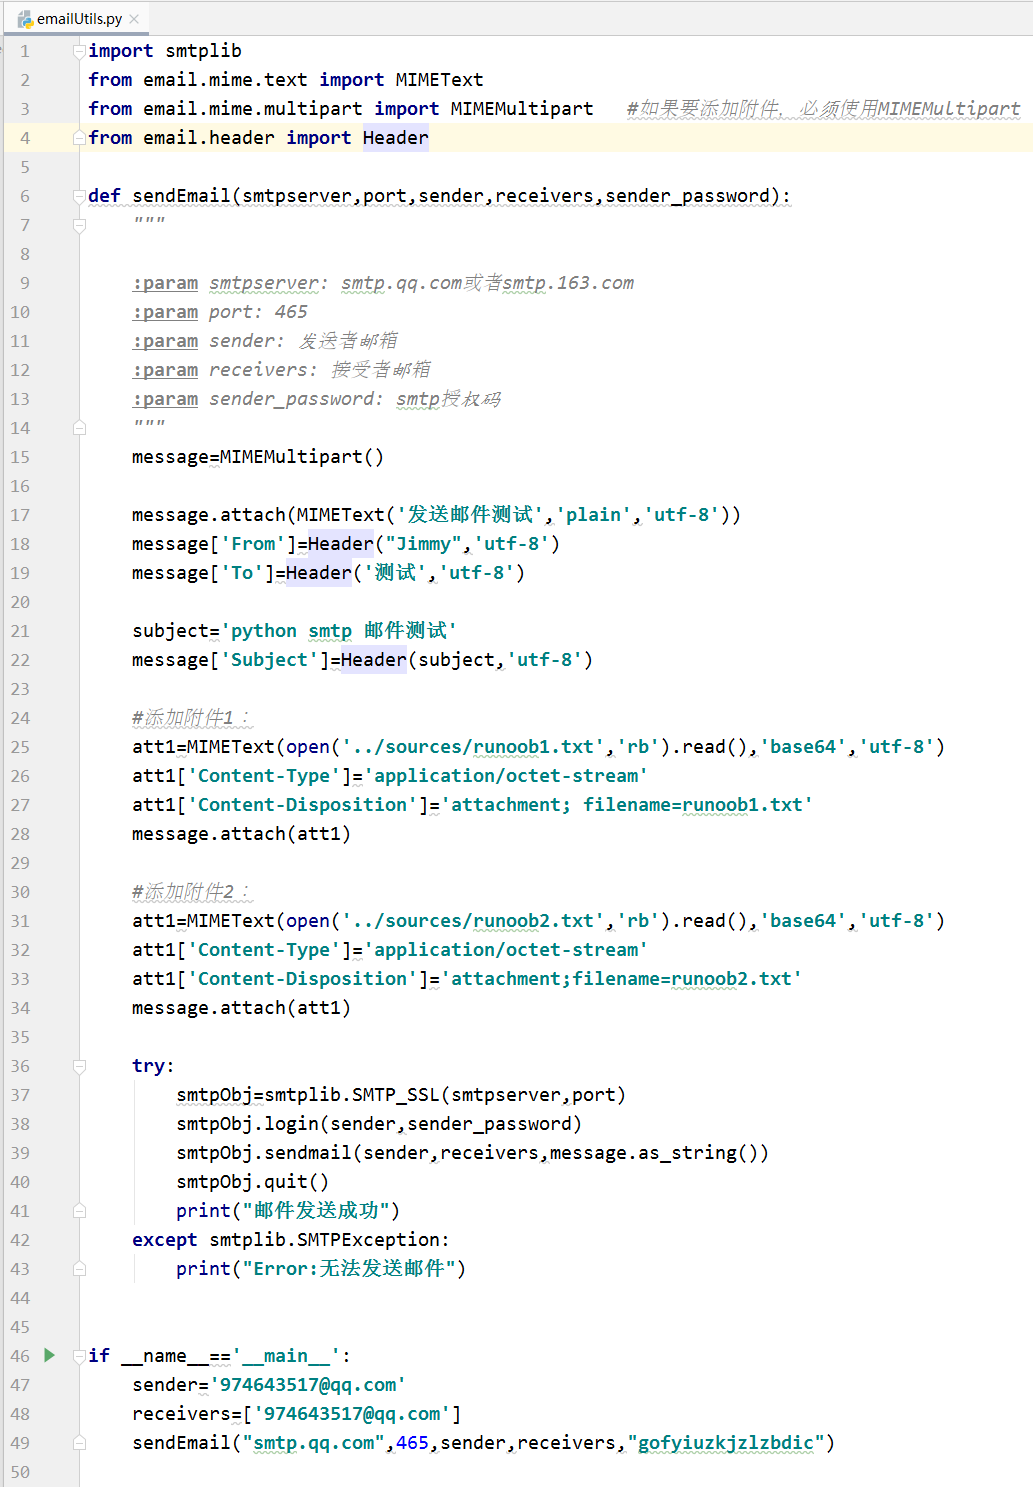 emailUtils.py
1 import smtplib
2 from email.mime.text import MIMEText
3 from email.mime.multipart import MIMEMultipart   #如果要添加附件，必须使用MIMEMultipart
4 from email.header import Header
5
6 def sendEmail(smtpserver,port,sender,receivers,sender_password):
7     """
8
9     :param smtpserver: smtp.qq.com或者smtp.163.com
10     :param port: 465
11     :param sender: 发送者邮箱
12     :param receivers: 接受者邮箱
13     :param sender_password: smtp授权码
14     """
15     message=MIMEMultipart()
16
17     message.attach(MIMEText('发送邮件测试','plain','utf-8'))
18     message['From']=Header("Jimmy",'utf-8')
19     message['To']=Header('测试','utf-8')
20
21     subject='python smtp 邮件测试'
22     message['Subject']=Header(subject,'utf-8')
23
24     #添加附件1：
25     att1=MIMEText(open('../sources/runoob1.txt','rb').read(),'base64','utf-8')
26     att1['Content-Type']='application/octet-stream'
27     att1['Content-Disposition']='attachment; filename=runoob1.txt'
28     message.attach(att1)
29
30     #添加附件2：
31     att1=MIMEText(open('../sources/runoob2.txt','rb').read(),'base64','utf-8')
32     att1['Content-Type']='application/octet-stream'
33     att1['Content-Disposition']='attachment;filename=runoob2.txt'
34     message.attach(att1)
35
36     try:
37         smtpObj=smtplib.SMTP_SSL(smtpserver,port)
38         smtpObj.login(sender,sender_password)
39         smtpObj.sendmail(sender,receivers,message.as_string())
40         smtpObj.quit()
41         print("邮件发送成功")
42     except smtplib.SMTPException:
43         print("Error:无法发送邮件")
44
45
46 if __name__=='__main__':
47     sender='974643517@qq.com'
48     receivers=['974643517@qq.com']
49     sendEmail("smtp.qq.com",465,sender,receivers,"gofyiuzkjzlzbdic")
50